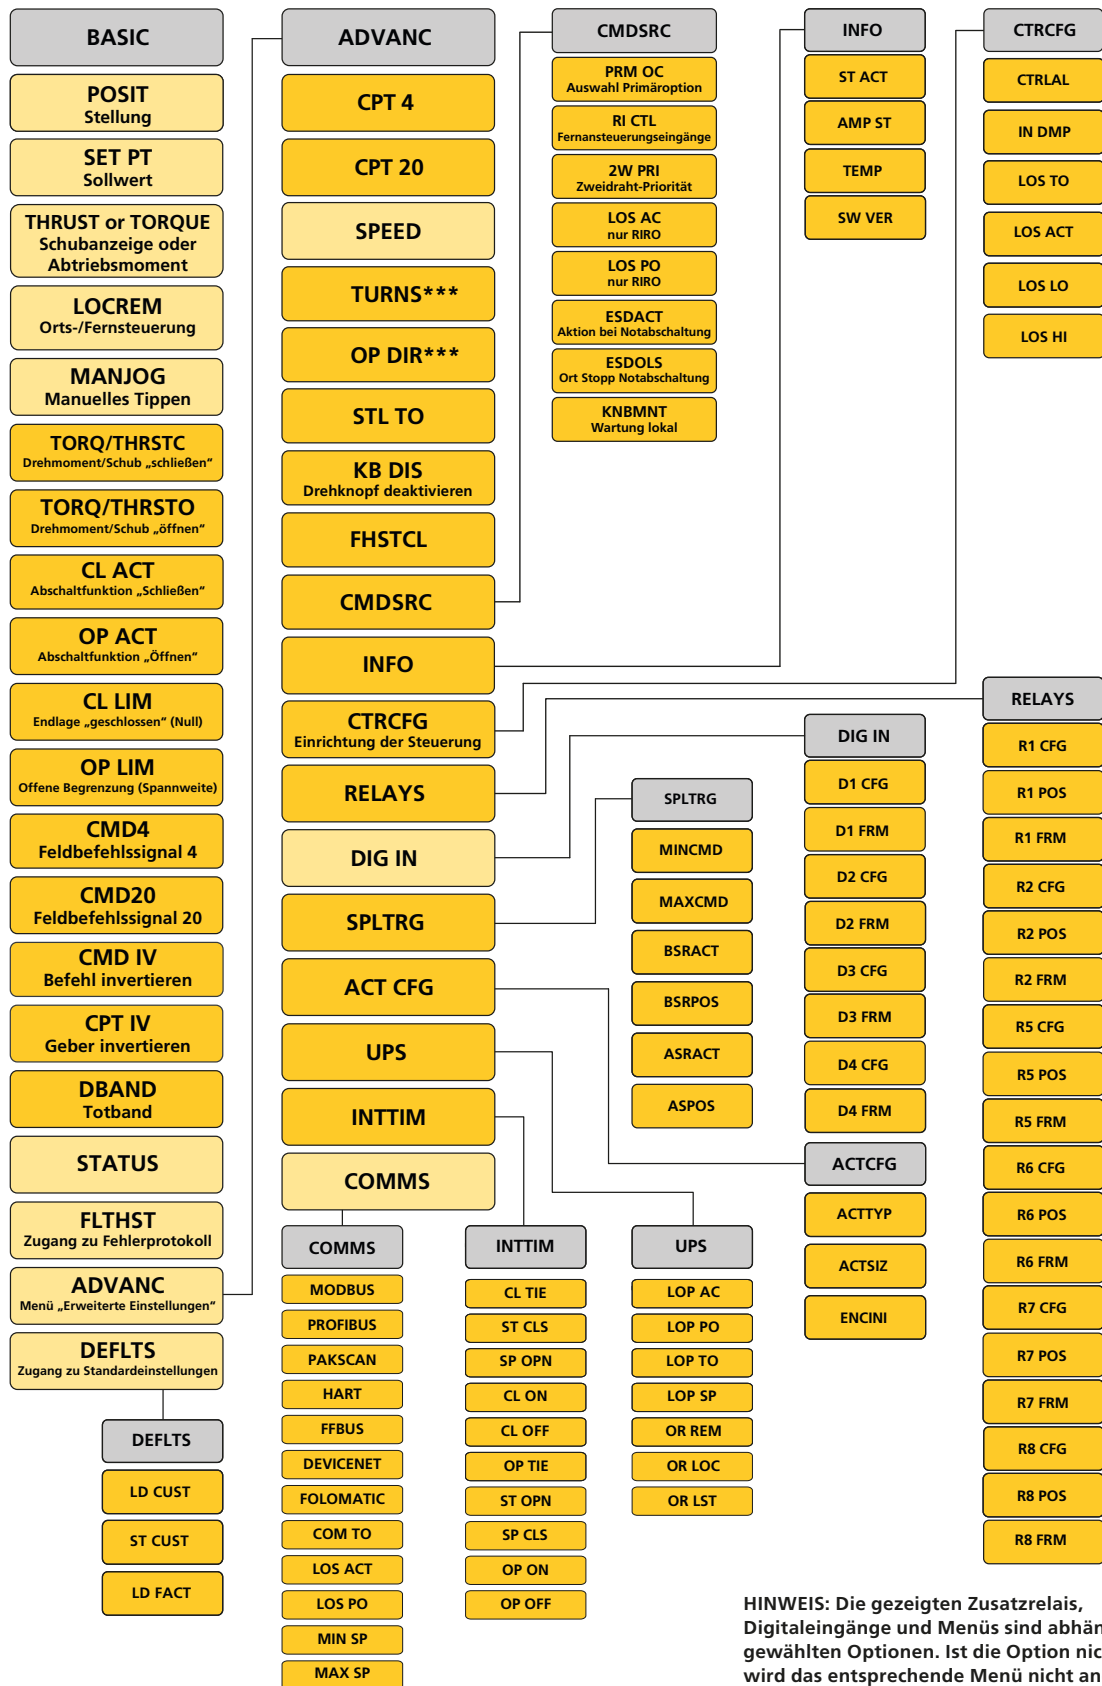 BASIC
POSIT
Stellung
SET PT
Sollwert
THRUST or TORQUE
Schubanzeige oder
Abtriebsmoment
LOCREM
Orts-/Fernsteuerung
MANJOG
Manuelles Tippen
TORQ/THRSTC
Drehmoment/Schub „schließen“
TORQ/THRSTO
Drehmoment/Schub „öffnen“
CL ACT
Abschaltfunktion „Schließen“
OP ACT
Abschaltfunktion „Öffnen“
CL LIM
Endlage „geschlossen“ (Null)
OP LIM
Offene Begrenzung (Spannweite)
CMD4
Feldbefehlssignal 4
CMD20
Feldbefehlssignal 20
CMD IV
Befehl invertieren
CPT IV
Geber invertieren
DBAND
Totband
STATUS
FLTHST
Zugang zu Fehlerprotokoll
ADVANC
Menü „Erweiterte Einstellungen“
DEFLTS
Zugang zu Standardeinstellungen
DEFLTS
LD CUST
ST CUST
LD FACT
ADVANC
CPT 4
CPT 20
SPEED
TURNS***
OP DIR***
STL TO
KB DIS
Drehknopf deaktivieren
FHSTCL
CMDSRC
INFO
CTRCFG
Einrichtung der Steuerung
RELAYS
DIG IN
SPLTRG
ACT CFG
UPS
INTTIM
COMMS
COMMS
MODBUS
PROFIBUS
PAKSCAN
HART
FFBUS
DEVICENET
FOLOMATIC
COM TO
LOS ACT
LOS PO
MIN SP
MAX SP
INTTIM
CL TIE
ST CLS
SP OPN
CL ON
CL OFF
OP TIE
ST OPN
SP CLS
OP ON
OP OFF
CMDSRC
PRM OC
Auswahl Primäroption
RI CTL
Fernansteuerungseingänge
2W PRI
Zweidraht-Priorität
LOS AC
nur RIRO
LOS PO
nur RIRO
ESDACT
Aktion bei Notabschaltung
ESDOLS
Ort Stopp Notabschaltung
KNBMNT
Wartung lokal
SPLTRG
MINCMD
MAXCMD
BSRACT
BSRPOS
ASRACT
ASPOS
UPS
LOP AC
LOP PO
LOP TO
LOP SP
OR REM
OR LOC
OR LST
INFO
ST ACT
AMP ST
TEMP
SW VER
DIG IN
D1 CFG
D1 FRM
D2 CFG
D2 FRM
D3 CFG
D3 FRM
D4 CFG
D4 FRM
ACTCFG
ACTTYP
ACTSIZ
ENCINI
CTRCFG
CTRLAL
IN DMP
LOS TO
LOS ACT
LOS LO
LOS HI
RELAYS
R1 CFG
R1 POS
R1 FRM
R2 CFG
R2 POS
R2 FRM
R5 CFG
R5 POS
R5 FRM
R6 CFG
R6 POS
R6 FRM
R7 CFG
R7 POS
R7 FRM
R8 CFG
R8 POS
R8 FRM
HINWEIS: Die gezeigten Zusatzrelais,
Digitaleingänge und Menüs sind abhän
gewählten Optionen. Ist die Option nic
wird das entsprechende Menü nicht an